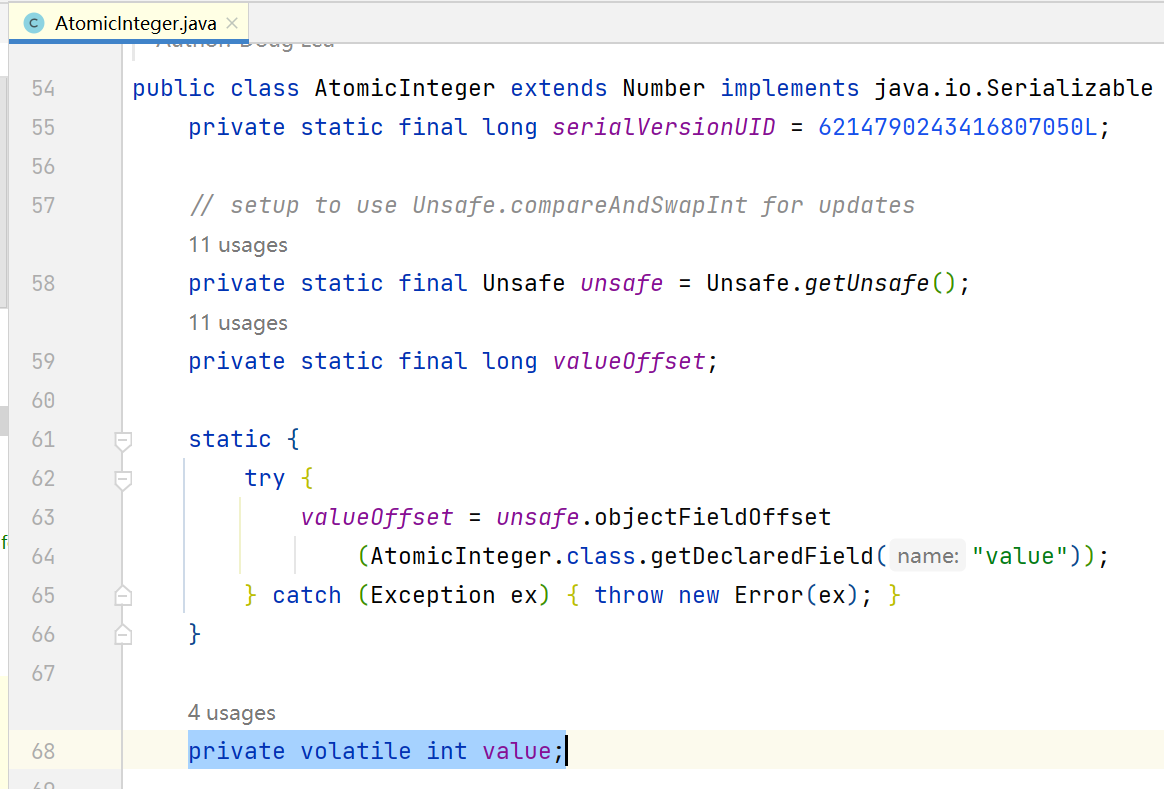 AtomicInteger.java
54 public class AtomicInteger extends Number implements java.io.Serializable
55 private static final long serialVersionUID = 6214790243416807050L;
56
57 // setup to use Unsafe.compareAndSwapInt for updates
11 usages
58 private static final Unsafe unsafe = Unsafe.getUnsafe();
11 usages
59 private static final long valueOffset;
60
61 static {
62 try {
63 valueOffset = unsafe.objectFieldOffset
64 (AtomicInteger.class.getDeclaredField( name: "value"));
65 } catch (Exception ex) { throw new Error(ex); }
66 }
67
4 usages
68 private volatile int value;